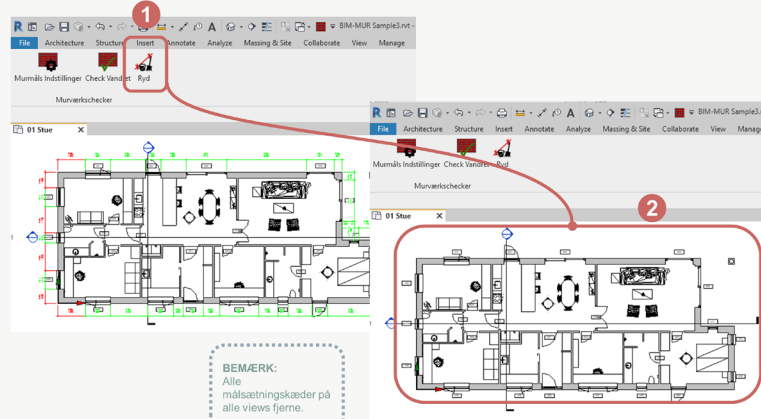 1
BIM-MUR Sample3.rvt -
File Architecture Structure Insert Annotate Analyze Massing & Site Collaborate View Manage
Murmåls Indstillinger Check Vandret Ryd
Murværkschecker
01 Stue X
BIM-MUR Sample3.
File Architecture Structure Insert Annotate Analyze Massing & Site Collaborate View Manag
Murmåls Indstillinger Check Vandret Ryd
Murværkschecker
01 Stue X
2
BEMÆRK:
Alle
målsætningskæder på
alle views fjerne.